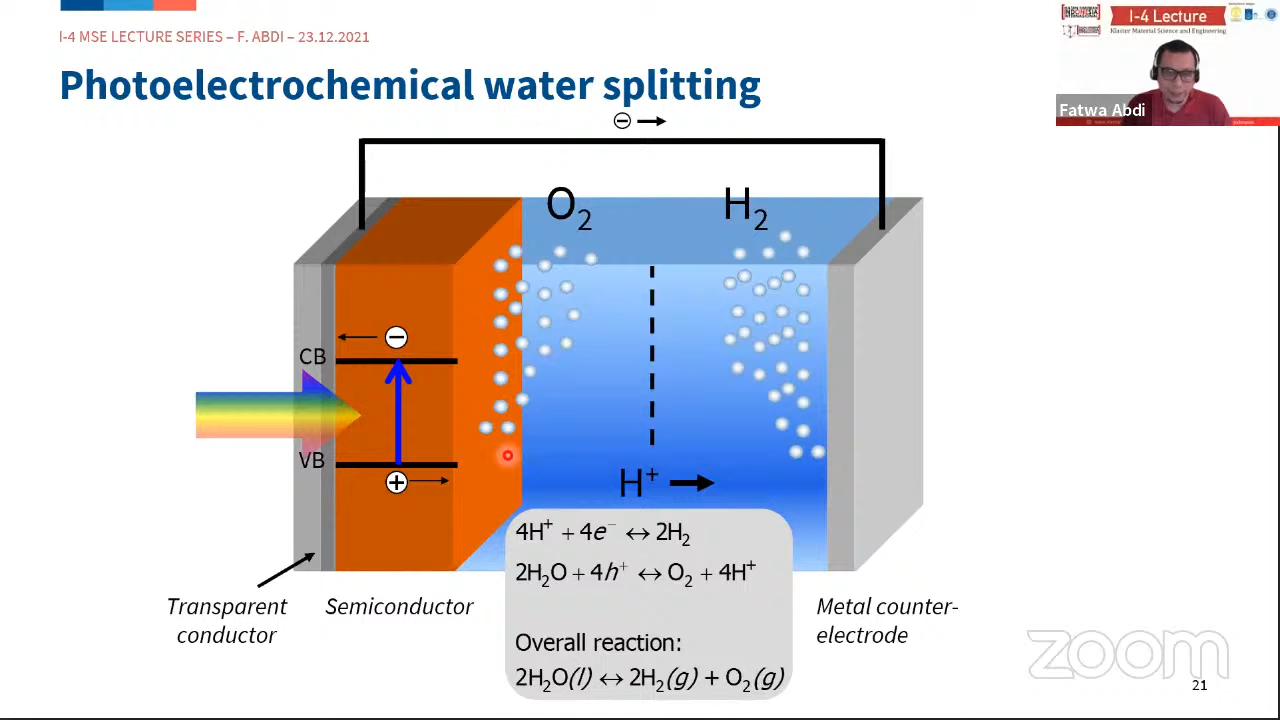 I-4 MSE LECTURE SERIES – F. ABDI – 23.12.2021
Photoelectrochemical water splitting
I-4 Lecture
Klaster Material Science and Engineering
Fatwa Abdi
O2
H2
CB
VB
H+
4H+ + 4e– ↔ 2H2
2H2O + 4h+ ↔ O2 + 4H+
Overall reaction:
2H2O(l) ↔ 2H2(g) + O2(g)
Transparent
conductor
Semiconductor
Metal counter-
electrode
zoom
21